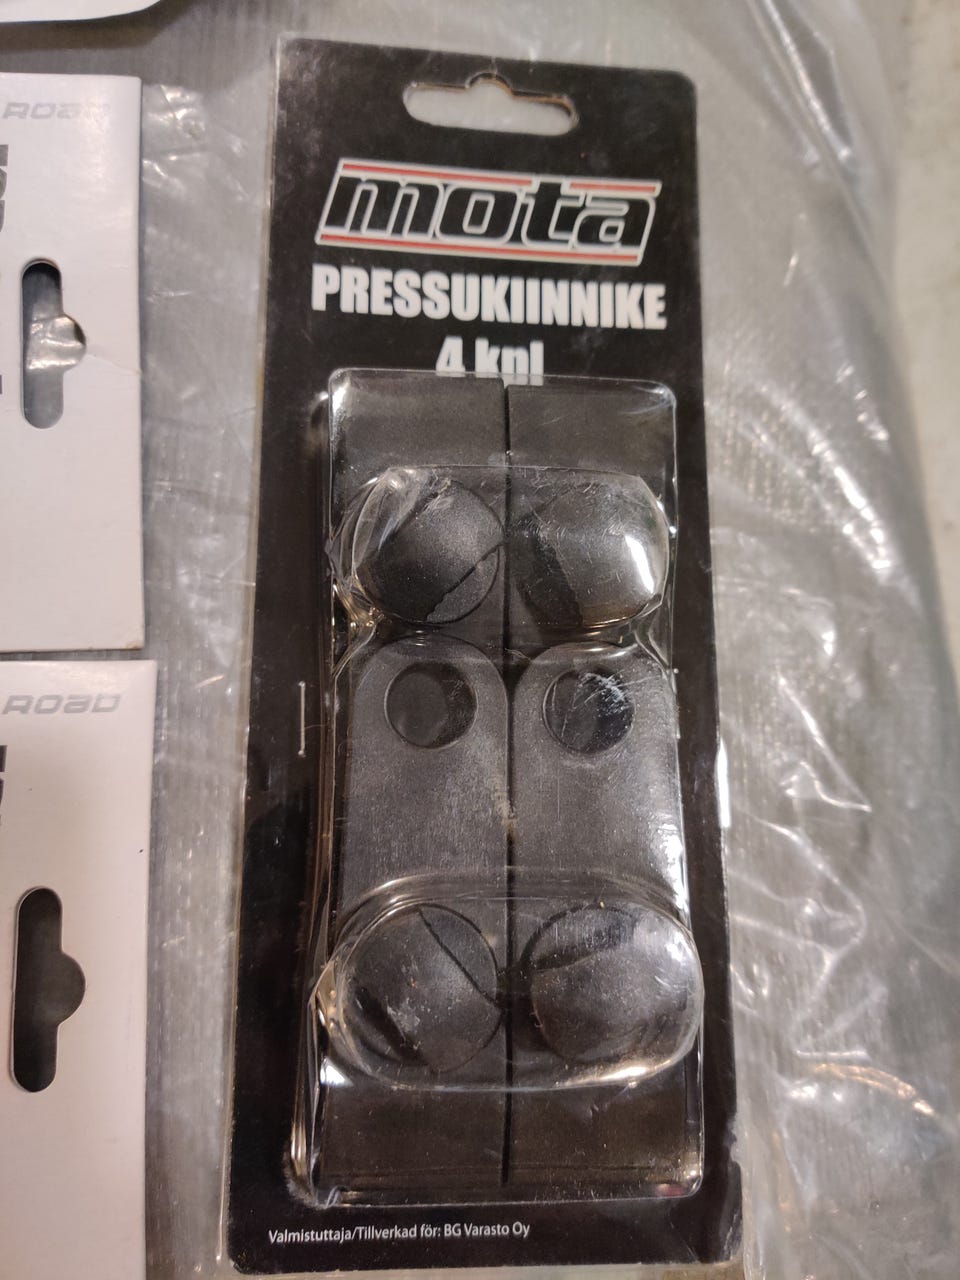 ROAD
mota
PRESSUKIINNIKE
4 kpl
ROAD
Valmistuttaja/Tillverkad för: BG Varasto Oy